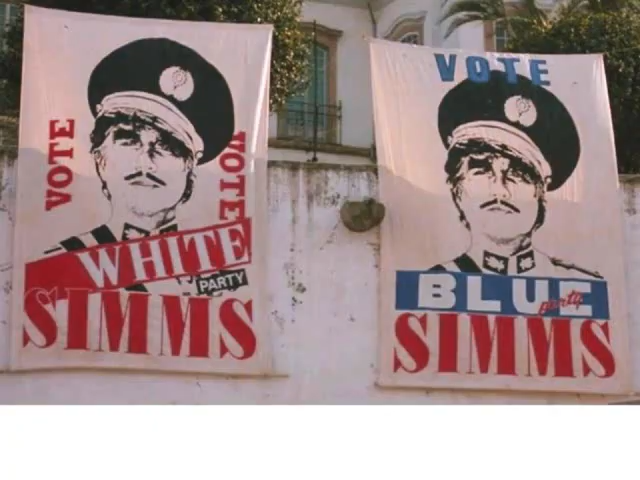 VOTE
VOTE
WHITE
PARTY
SIMMS
VOTE
BLUE
party
SIMMS